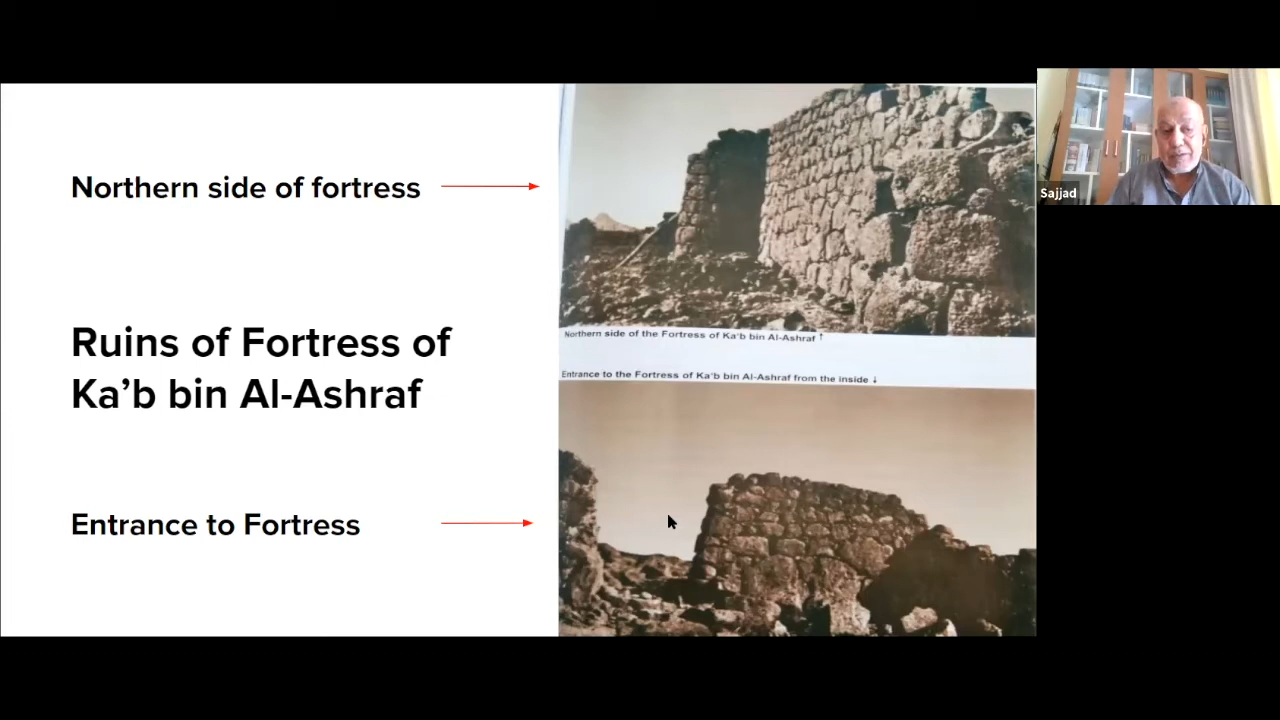 Northern side of fortress
Ruins of Fortress of
Ka’b bin Al-Ashraf
Entrance to Fortress
Northern side of the Fortress of Ka'b bin Al-Ashraf ↑
Entrance to the Fortress of Ka'b bin Al-Ashraf from the inside ↓
Sajjad